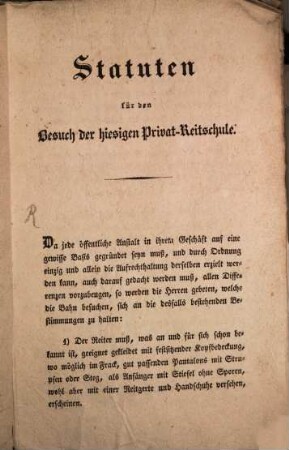 Statuten
für den
Besuch der hiesigen Privat-Reitschule.
R
Da jede öffentliche Anstalt in ihrem Geschäft auf eine
gewisse Basis gegründet seyn muß, und durch Ordnung
einzig und allein die Aufrechthaltung derselben erzielt wer-
den kann, auch darauf gedacht werden muß, allen Diffe-
renzen vorzubeugen, so werden die Herren gebeten, welche
die Bahn besuchen, sich an die deßfalls bestehenden Be-
stimmungen zu halten:
1) Der Reiter muß, was an und für sich schon be-
kannt ist, geeignet gekleidet mit festsitzender Kopfbedeckung,
wo möglich im Frack, gut passenden Pantalons mit Stru-
pfen oder Steg, als Anfänger mit Stiefel ohne Sporen,
wohl aber mit einer Reitgerte und Handschuhe versehen,
erscheinen.